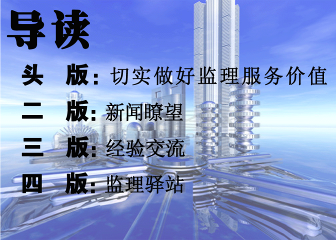 导读
头 版：切实做好监理服务价值
二 版：新闻瞭望
三 版：经验交流
四 版：监理驿站